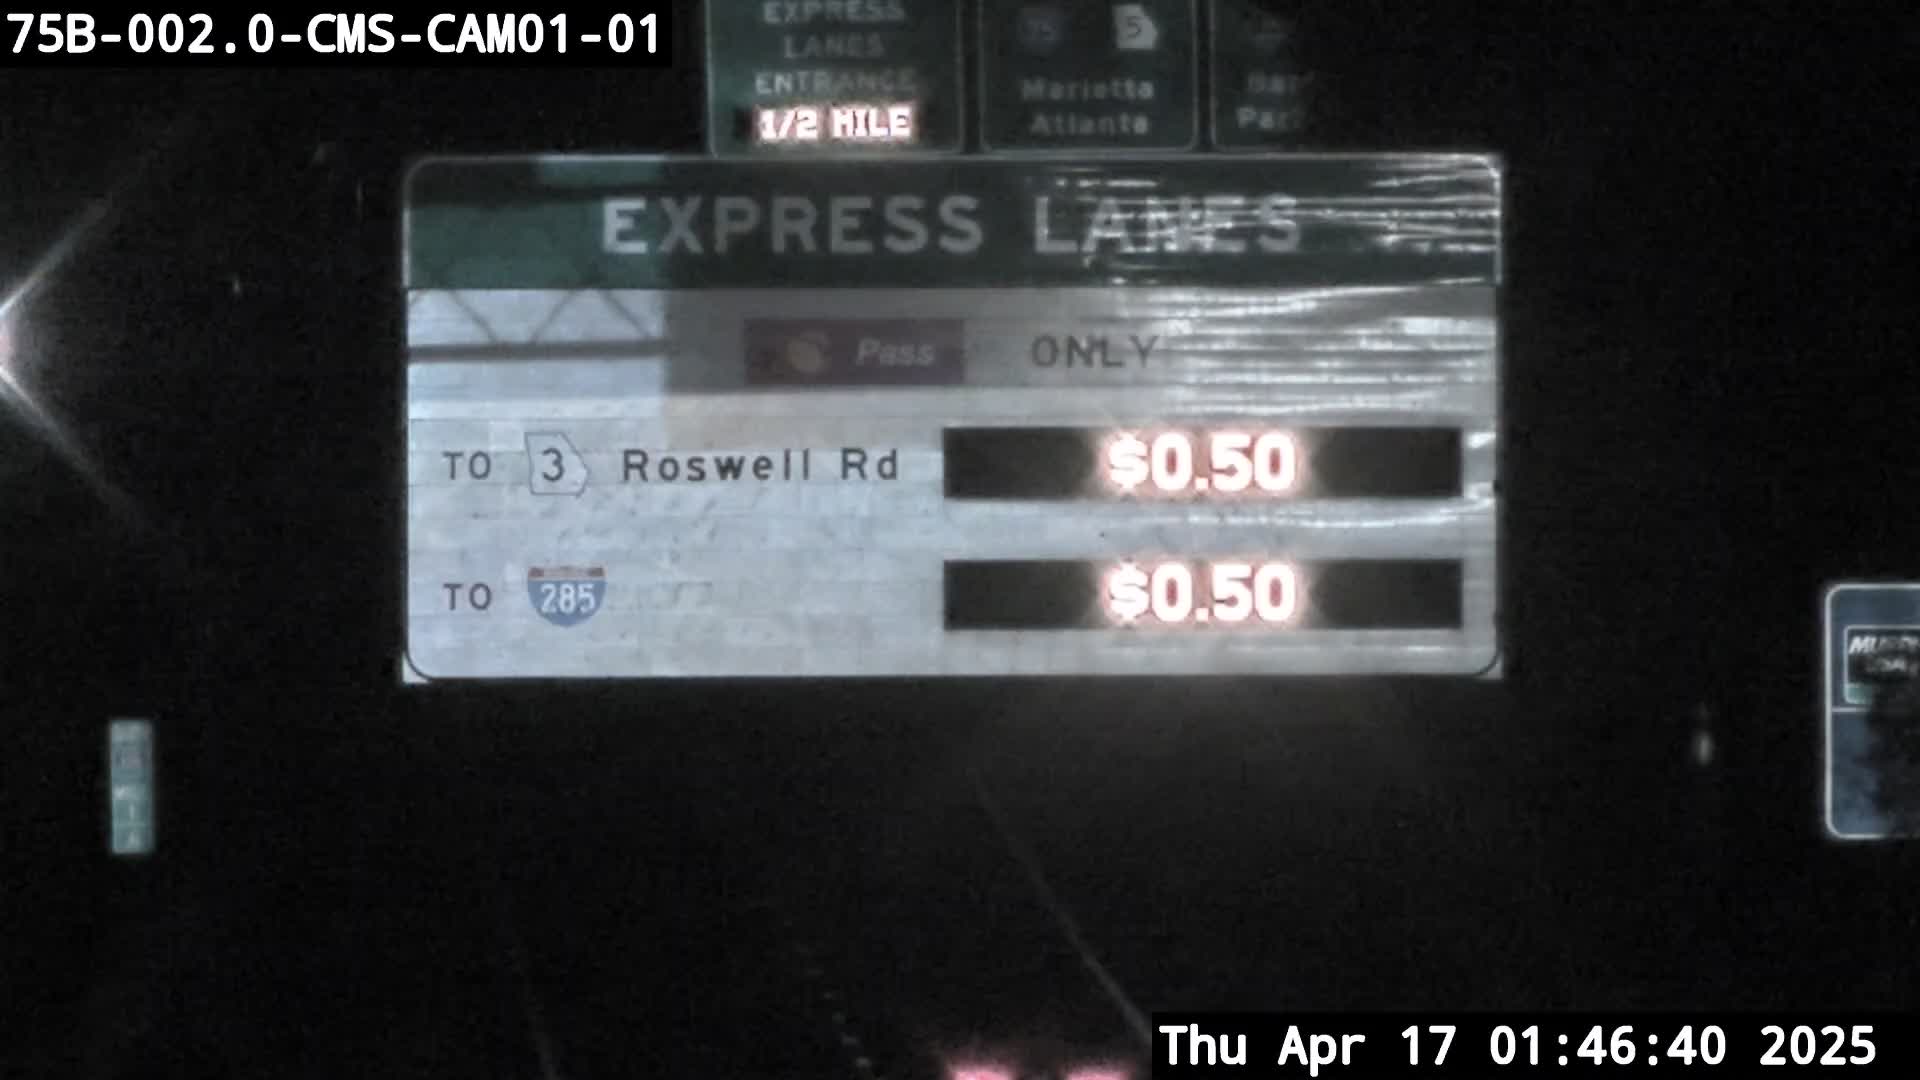 75B-002.0-CMS-CAM01-01
EXPRESS
LANES
ENTRANCE
1/2 MILE
75 5
Marietta
Atlanta
EXPRESS LANES
Pass ONLY
TO 3 Roswell Rd $0.50
TO 285 $0.50
Thu Apr 17 01:46:40 2025